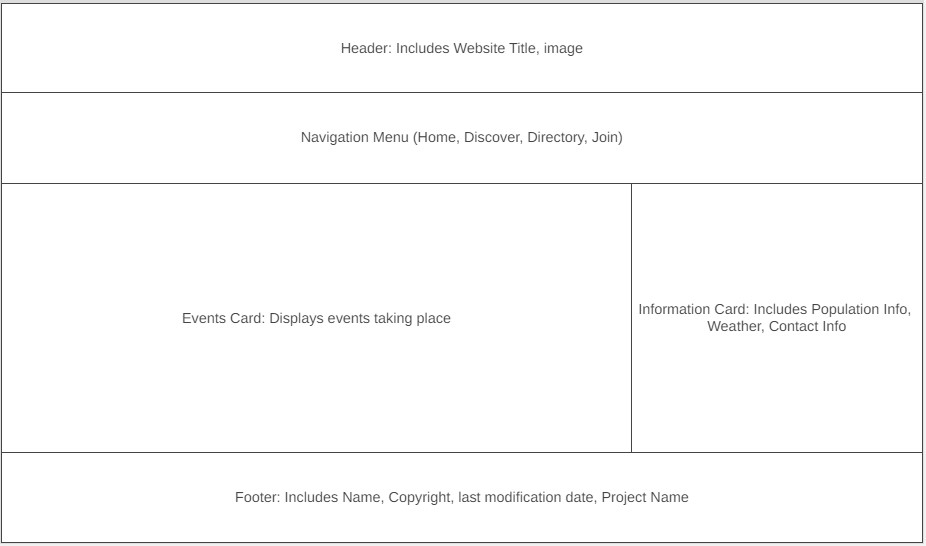 Header: Includes Website Title, image
Navigation Menu (Home, Discover, Directory, Join)
Events Card: Displays events taking place
Information Card: Includes Population Info,
Weather, Contact Info
Footer: Includes Name, Copyright, last modification date, Project Name